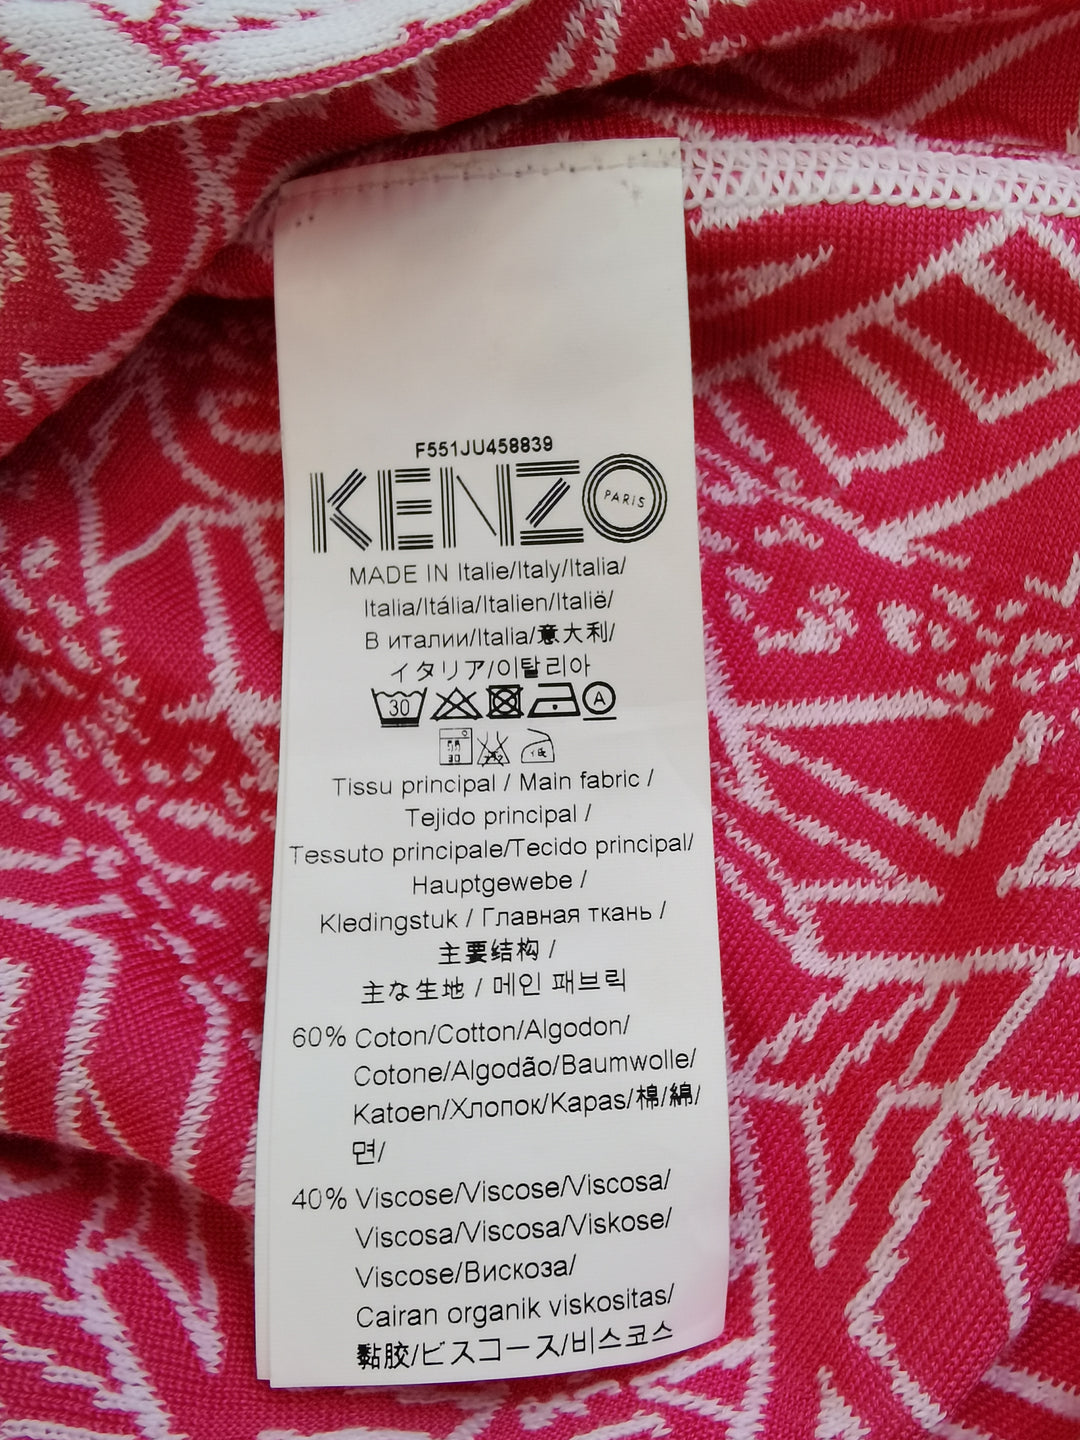 F551JU458839
KENZO
PARIS
MADE IN Italie/Italy/Italia/
Italia/Itália/Italien/Italië/
В италии/Italia/意大利/
イタリア/이탈리아
30 A
Tissu principal / Main fabric /
Tejido principal /
Tessuto principale/Tecido principal/
Hauptgewebe /
Kledingstuk / Главная ткань /
主要结构 /
主な生地 / 메인 패브릭
60% Coton/Cotton/Algodon/
Cotone/Algodão/Baumwolle/
Katoen/Хлопок/Kapas/棉/綿/
면/
40% Viscose/Viscose/Viscosa/
Viscosa/Viscosa/Viskose/
Viscose/Вискоза/
Cairan organik viskositas/
黏胶/ビスコース/비스코스